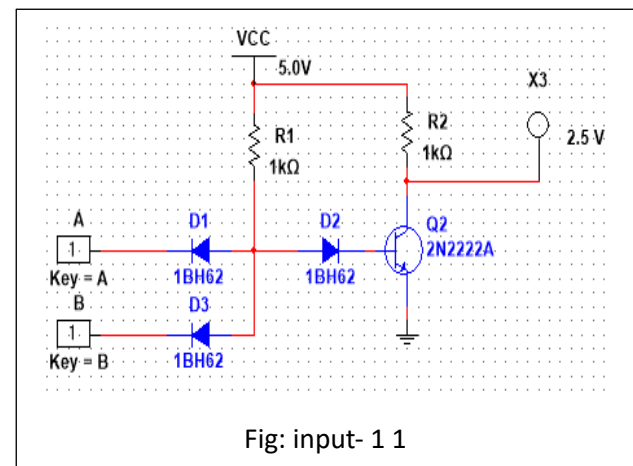 VCC
5.0V
X3
R1
1kΩ
R2
1kΩ
2.5 V
A
1
Key = A
D1
1BH62
D2
1BH62
Q2
2N2222A
B
1
Key = B
D3
1BH62
Fig: input- 1 1